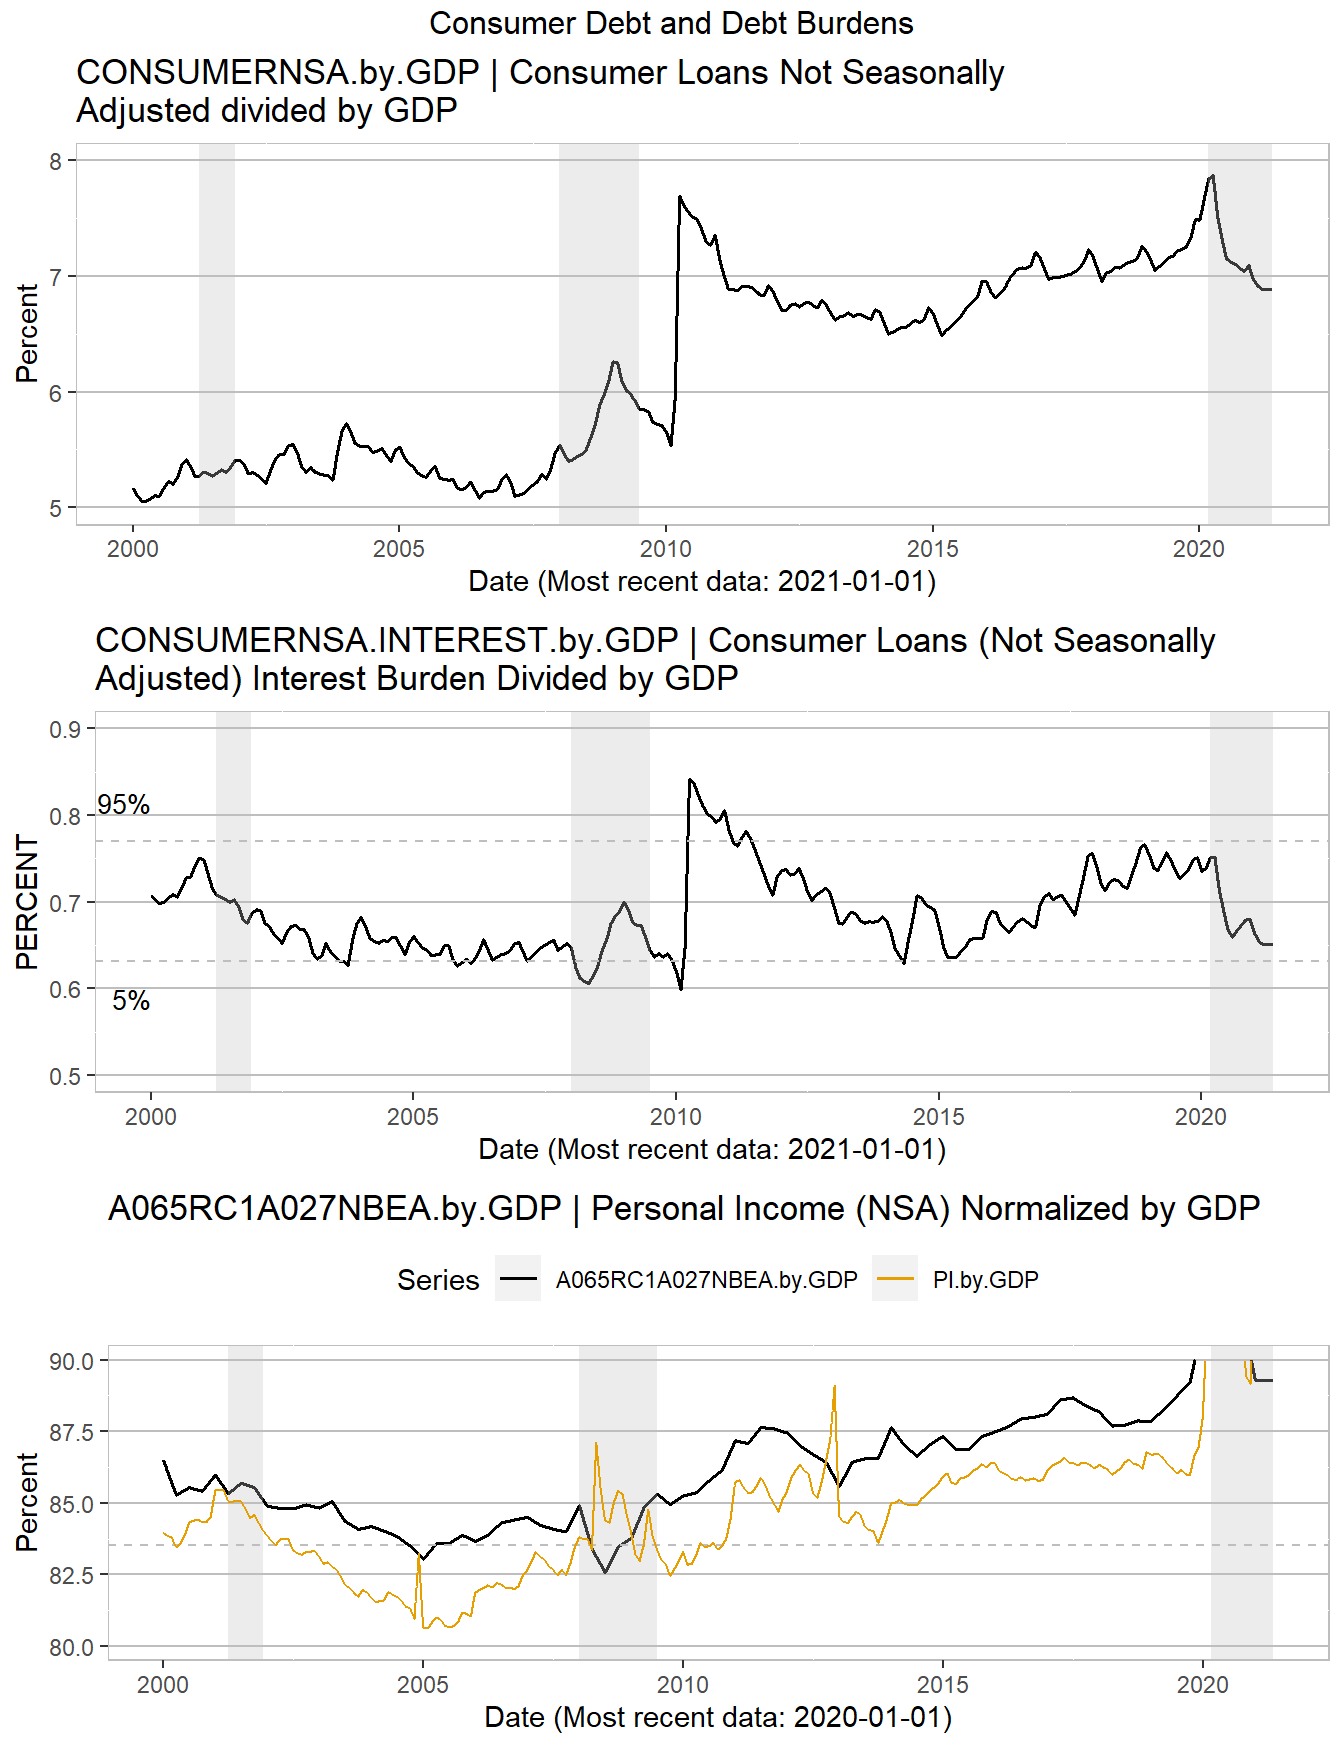 Consumer Debt and Debt Burdens
CONSUMERNSA.by.GDP | Consumer Loans Not Seasonally
Adjusted divided by GDP
8
7
6
5
Percent
2000 2005 2010 2015 2020
Date (Most recent data: 2021-01-01)
CONSUMERNSA.INTEREST.by.GDP | Consumer Loans (Not Seasonally
Adjusted) Interest Burden Divided by GDP
0.9
95%
0.8
0.7
0.6
5%
0.5
PERCENT
2000 2005 2010 2015 2020
Date (Most recent data: 2021-01-01)
A065RC1A027NBEA.by.GDP | Personal Income (NSA) Normalized by GDP
Series A065RC1A027NBEA.by.GDP PI.by.GDP
90.0
87.5
85.0
82.5
80.0
Percent
2000 2005 2010 2015 2020
Date (Most recent data: 2020-01-01)